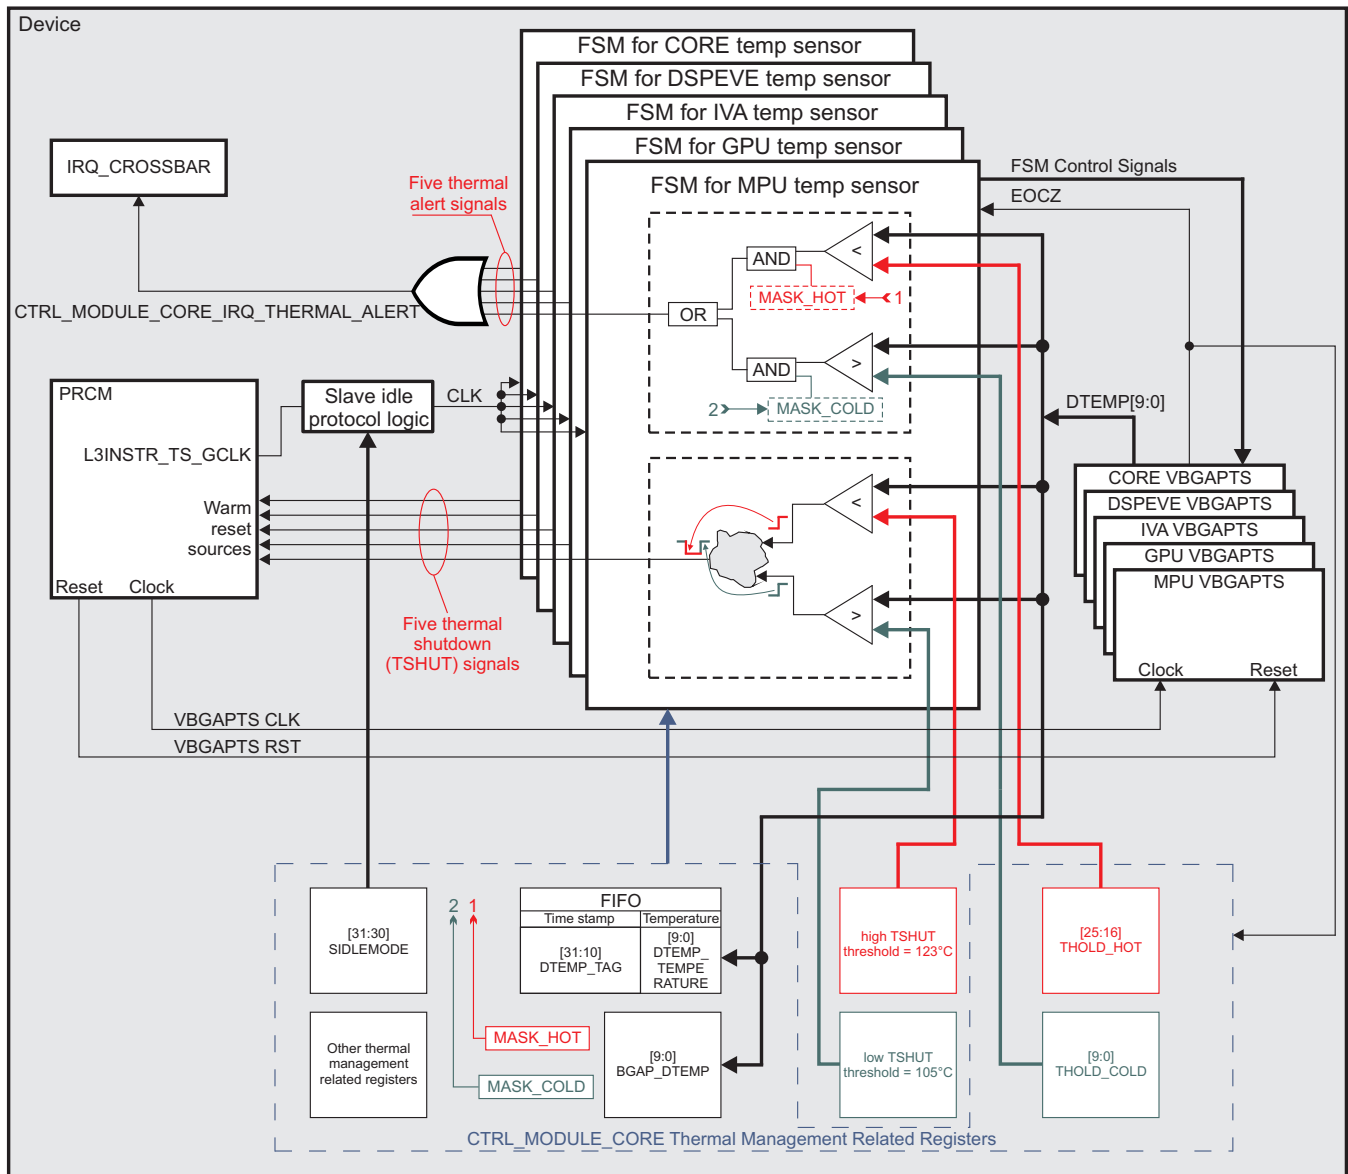 Device
FSM for CORE temp sensor
FSM for DSPEVE temp sensor
FSM for IVA temp sensor
FSM for GPU temp sensor
FSM for MPU temp sensor
IRQ_CROSSBAR
Five thermal
alert signals
FSM Control Signals
EOCZ
AND
<
MASK_HOT
1
CTRL_MODULE_CORE_IRQ_THERMAL_ALERT
OR
AND
>
2
MASK_COLD
PRCM
Slave idle
protocol logic
CLK
DTEMP[9:0]
L3INSTR_TS_GCLK
CORE VBGAPTS
DSPEVE VBGAPTS
IVA VBGAPTS
GPU VBGAPTS
MPU VBGAPTS
Clock
Reset
Warm
reset
sources
<
>
Reset
Clock
Five thermal
shutdown
(TSHUT) signals
VBGAPTS CLK
VBGAPTS RST
[31:30]
SIDLEMODE
2
1
FIFO
Time stamp
Temperature
[31:10]
DTEMP_TAG
[9:0]
DTEMP_
TEMPE
RATURE
high TSHUT
threshold = 123°C
[25:16]
THOLD_HOT
Other thermal
management
related registers
MASK_HOT
MASK_COLD
[9:0]
BGAP_DTEMP
low TSHUT
threshold = 105°C
[9:0]
THOLD_COLD
CTRL_MODULE_CORE Thermal Management Related Registers